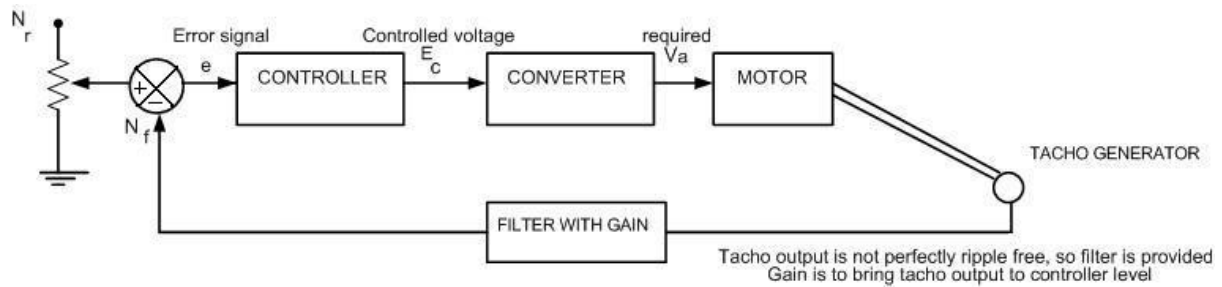 N
r
Error signal
e
CONTROLLER
Controlled voltage
E
c
CONVERTER
required
Va
MOTOR
+
−
N
f
TACHO GENERATOR
FILTER WITH GAIN
Tacho output is not perfectly ripple free, so filter is provided
Gain is to bring tacho output to controller level